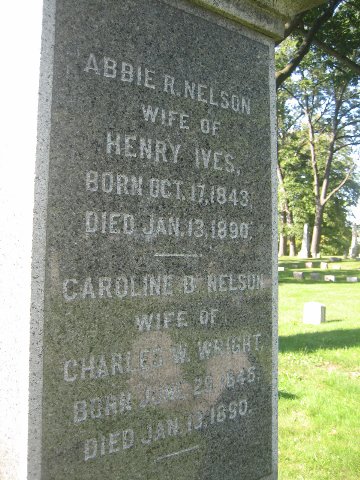 ABBIE R. NELSON
WIFE OF
HENRY IVES,
BORN OCT. 17, 1843.
DIED JAN. 13, 1890.
CAROLINE B. NELSON
WIFE OF
CHARLES W. WRIGHT,
BORN 1845.
DIED JAN. 1890.